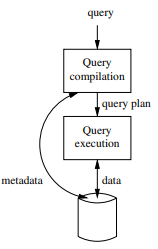 query
Query
compilation
query plan
Query
execution
metadata
data